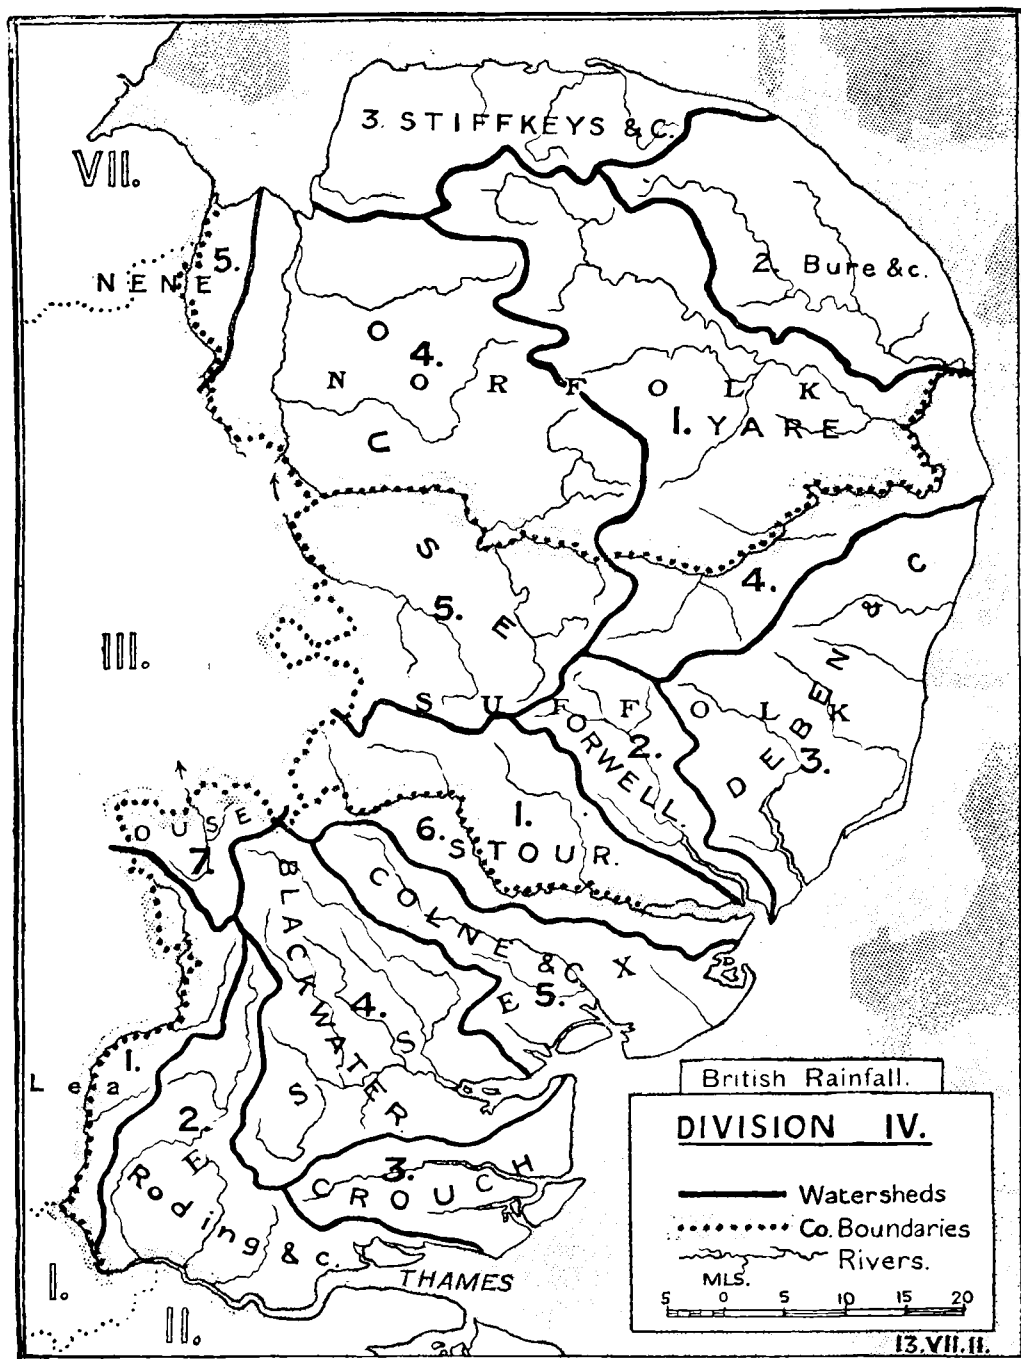 3. STIFFKEYS & C.
VII.
5.
NENE
2. Bure &c.
4.
NORFOLK
1. YARE
OUSE
4.
5.
III.
& C
SUFFOLK
ORWELL.
2.
DEBEN
3.
1.
6.
STOUR.
OUSE
7.
BLACKWATER
COLNE &C
5.
4.
ESSEX
1.
Lea
2.
3.
CROUCH
Roding & c.
THAMES
I.
II.
British Rainfall.
DIVISION IV.
Watersheds
Co. Boundaries
Rivers.
MLS.
5 0 5 10 15 20
13.VII.11.